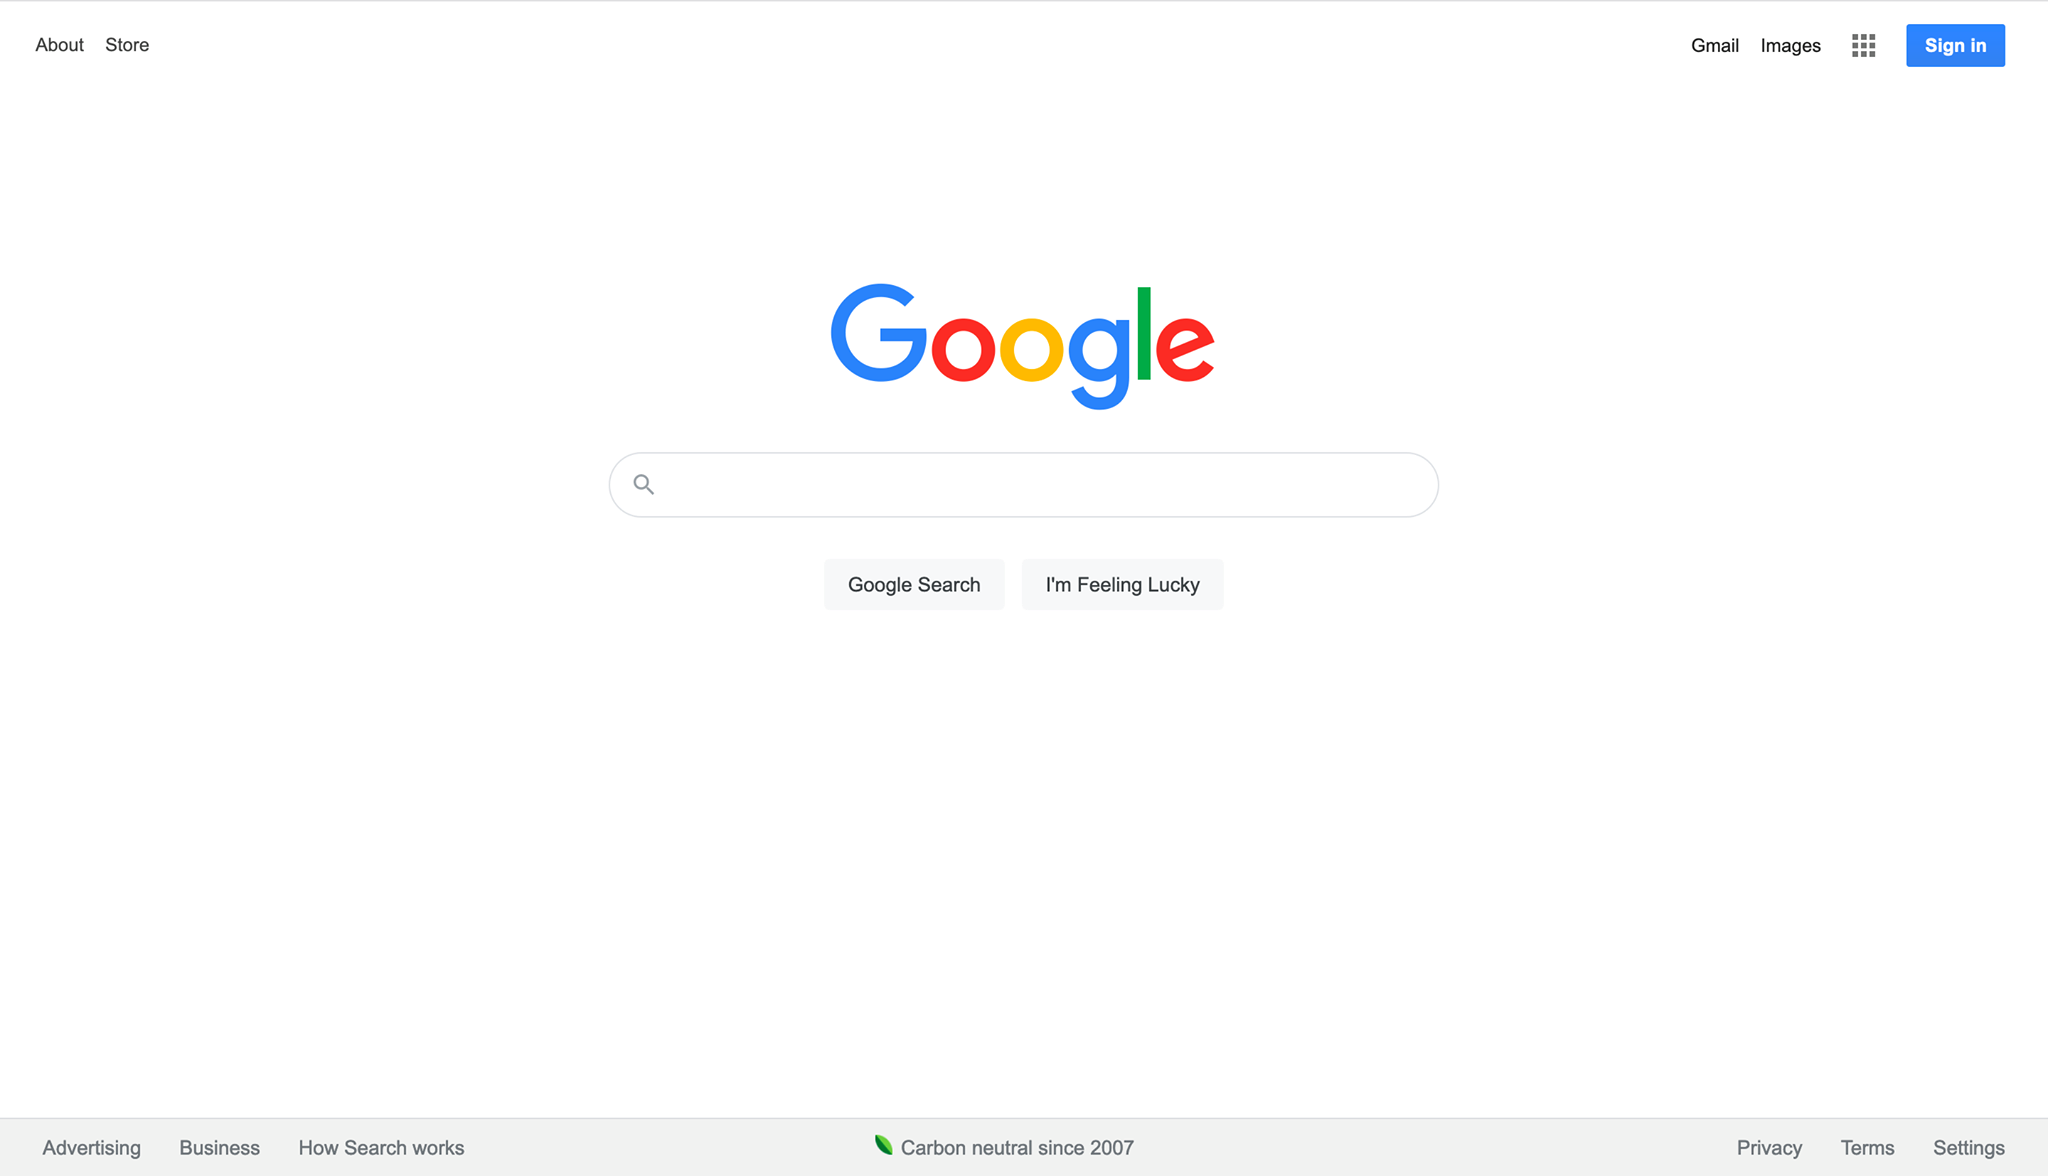 About Store Gmail Images Sign in
Google
Google Search I'm Feeling Lucky
Advertising Business How Search works Carbon neutral since 2007 Privacy Terms Settings